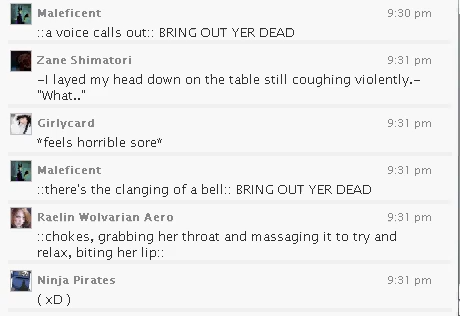 Maleficent 9:30 pm
::a voice calls out:: BRING OUT YER DEAD
Zane Shimatori 9:31 pm
-I layed my head down on the table still coughing violently.-
"What.."
Girlycard 9:31 pm
*feels horrible sore*
Maleficent 9:31 pm
::there's the clanging of a bell:: BRING OUT YER DEAD
Raelin Wolvarian Aero 9:31 pm
::chokes, grabbing her throat and massaging it to try and
relax, biting her lip::
Ninja Pirates 9:31 pm
( xD )